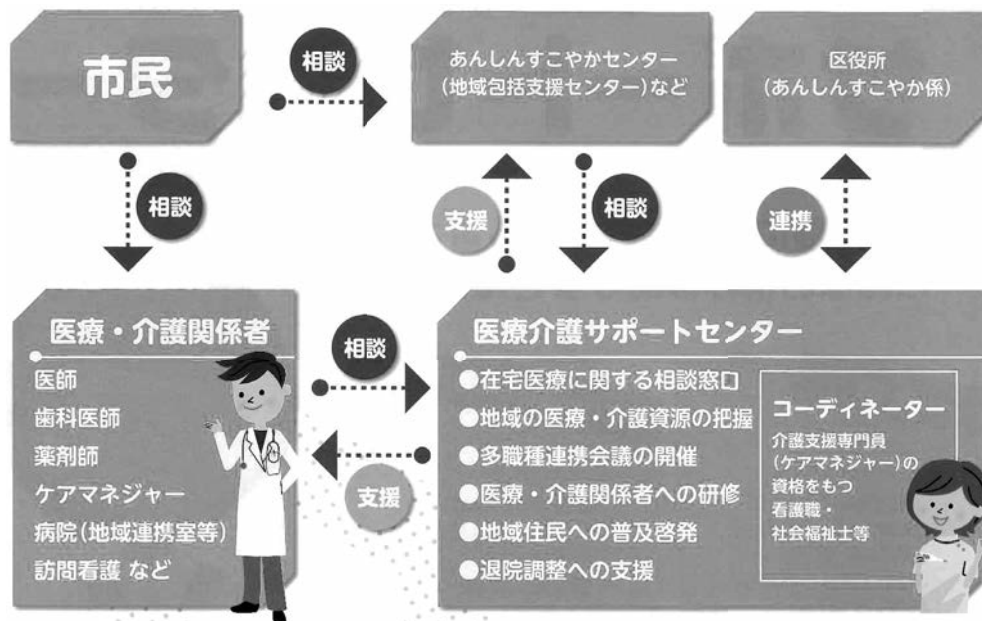 市民
相談
あんしんすこやかセンター
(地域包括支援センター)など
区役所
(あんしんすこやか係)
相談
支援
相談
連携
医療・介護関係者
医師
歯科医師
薬剤師
ケアマネジャー
病院(地域連携室等)
訪問看護 など
相談
支援
医療介護サポートセンター
●在宅医療に関する相談窓口
●地域の医療・介護資源の把握
●多職種連携会議の開催
●医療・介護関係者への研修
●地域住民への普及啓発
●退院調整への支援
コーディネーター
介護支援専門員
(ケアマネジャー)の
資格をもつ
看護職・
社会福祉士等